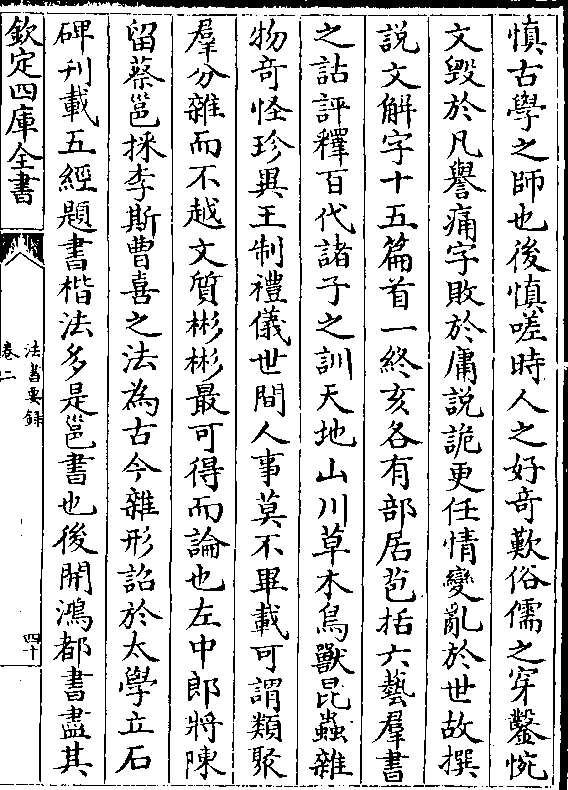 慎古學之師也後慎嗟時人之好奇歎俗儒之穿鑿惋
文毀於凡譽痛字敗於庸說詭更任情變亂於世故撰
說文觧字十五篇首一終亥各有部居苞括六藝羣書
之詁評釋百代諸子之訓天地山川草木鳥獸昆蟲雜
物竒怪珍異王制禮儀世間人事莫不畢載可謂類聚
羣分雜而不越文質彬彬最可得而論也左中郎將陳
留蔡邕採李斯曹喜之法為古今雜形詔於太學立石
碑刋載五經題書楷法多是邕書也後開鴻都書盡其
欽定四庫全書
法書要録
卷二
四十